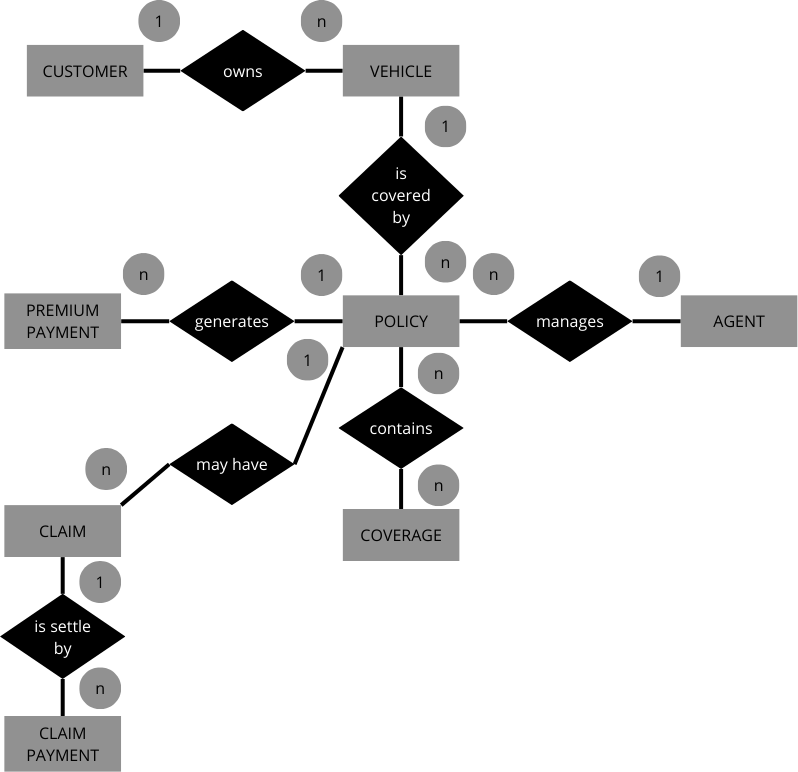 1
n
CUSTOMER
owns
VEHICLE
1
is
covered
by
n
n
1
n
1
PREMIUM
PAYMENT
generates
POLICY
manages
AGENT
1
n
contains
may have
n
n
CLAIM
COVERAGE
1
is settle
by
n
CLAIM
PAYMENT